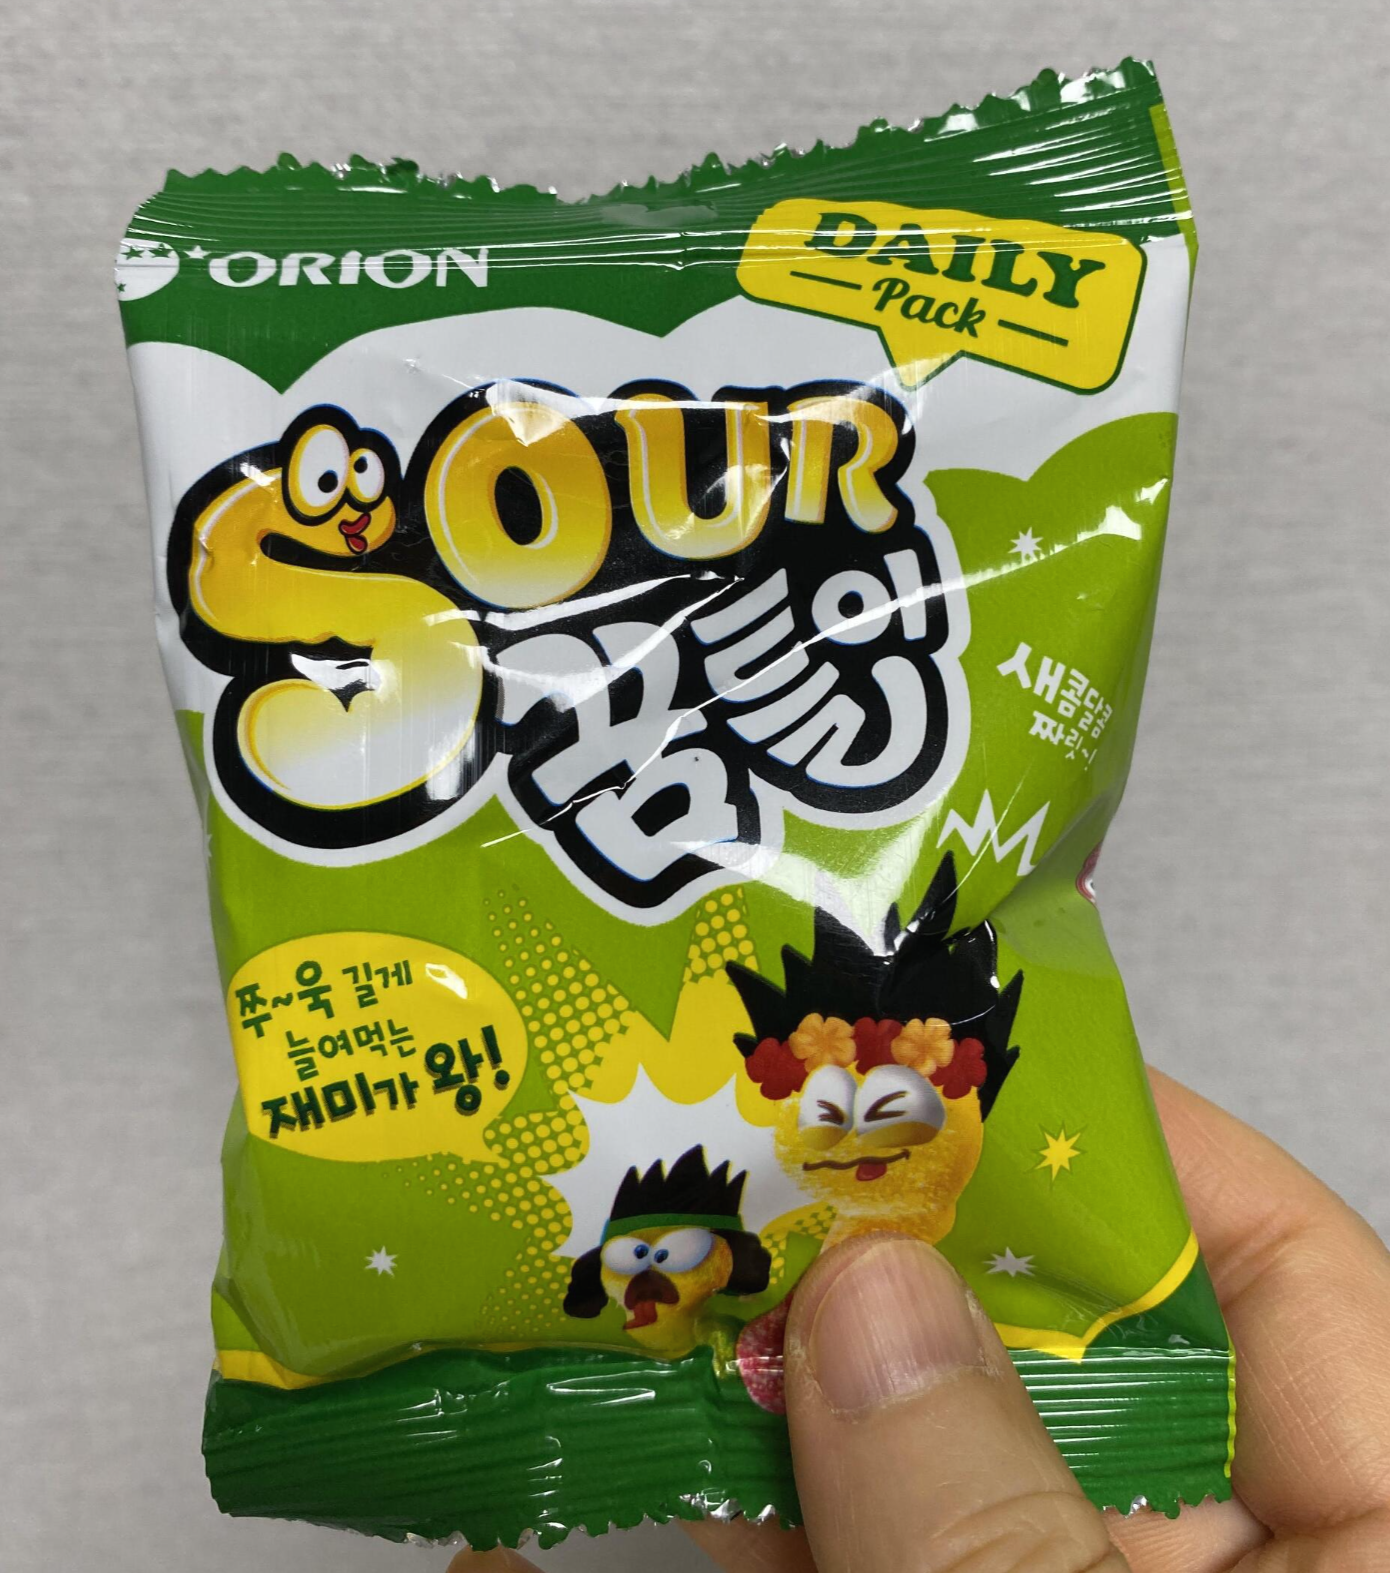 ORION
DAILY
Pack
SOUR
꿈틀이
새콤달콤
짜릿~!
쭈~욱 길게
늘여먹는
재미가 왕!